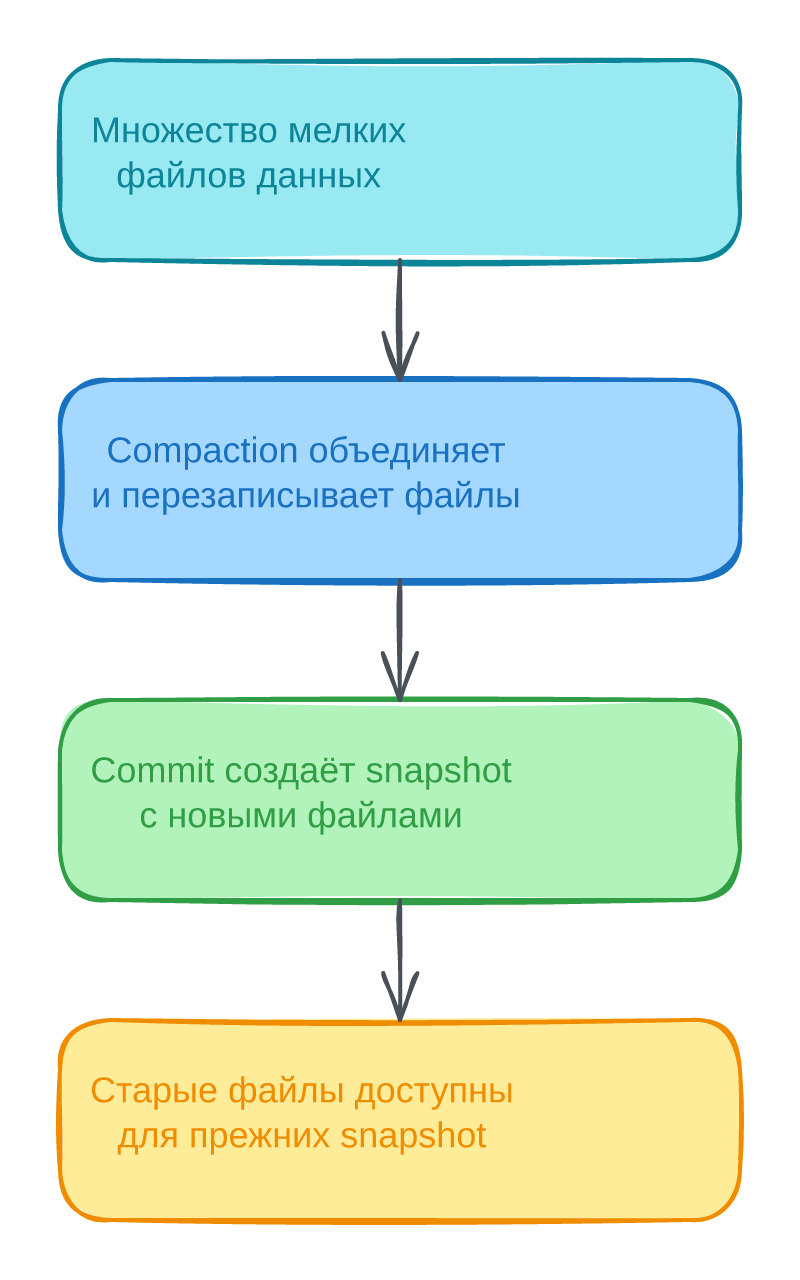 Множество мелких
файлов данных
Compaction объединяет
и перезаписывает файлы
Commit создаёт snapshot
с новыми файлами
Старые файлы доступны
для прежних snapshot